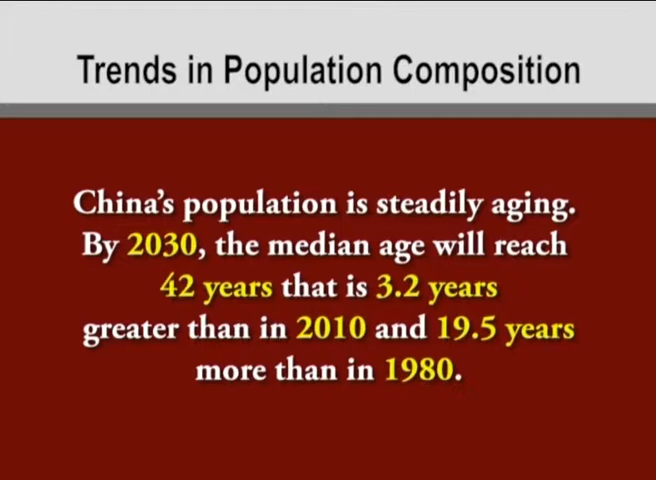 Trends in Population Composition
China's population is steadily aging.
By 2030, the median age will reach
42 years that is 3.2 years
greater than in 2010 and 19.5 years
more than in 1980.